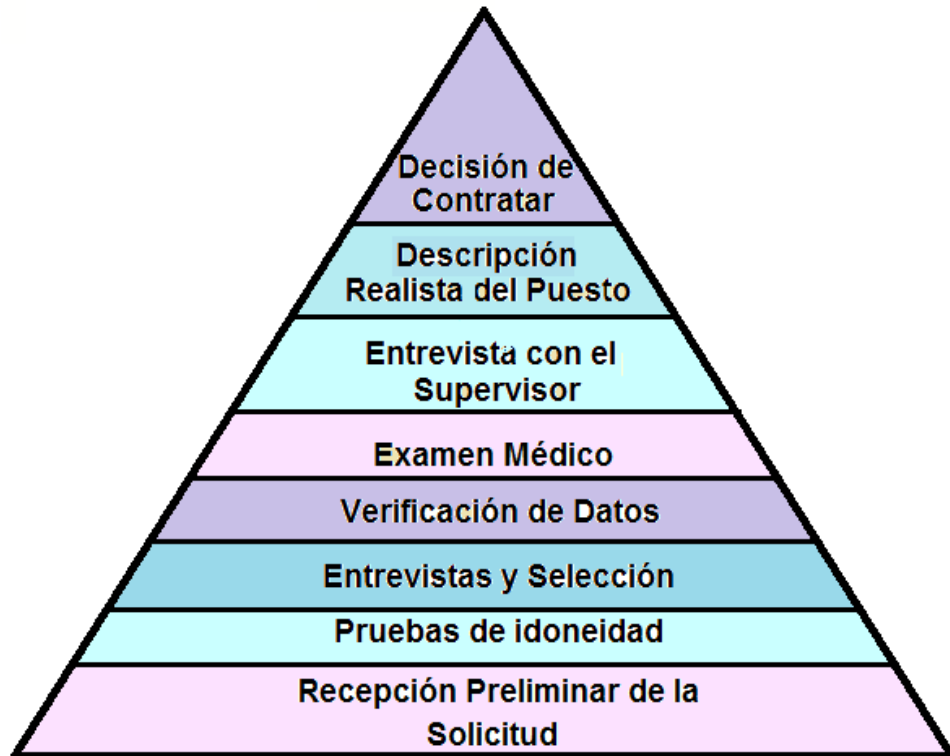 Decisión de
Contratar
Descripción
Realista del Puesto
Entrevista con el
Supervisor
Examen Médico
Verificación de Datos
Entrevistas y Selección
Pruebas de idoneidad
Recepción Preliminar de la
Solicitud